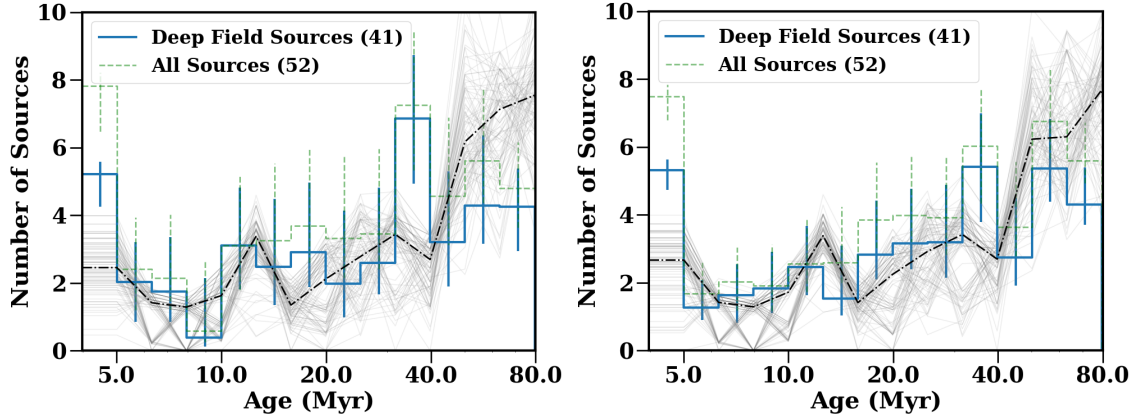 10
8
6
4
2
0
Number of Sources
Deep Field Sources (41)
All Sources (52)
5.0 10.0 20.0 40.0 80.0
Age (Myr)
10
8
6
4
2
0
Number of Sources
Deep Field Sources (41)
All Sources (52)
5.0 10.0 20.0 40.0 80.0
Age (Myr)